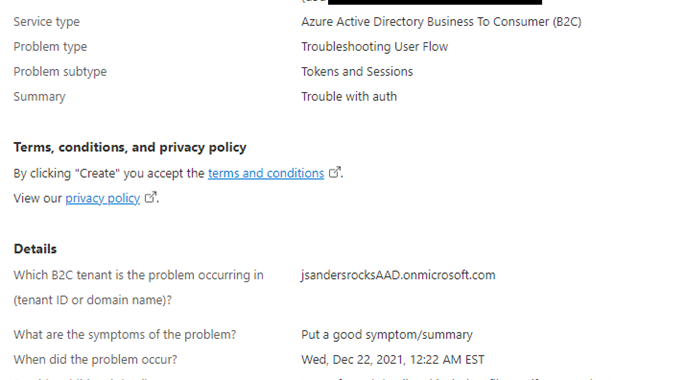 Service type Azure Active Directory Business To Consumer (B2C)
Problem type Troubleshooting User Flow
Problem subtype Tokens and Sessions
Summary Trouble with auth
Terms, conditions, and privacy policy
By clicking "Create" you accept the terms and conditions.
View our privacy policy.
Details
Which B2C tenant is the problem occurring in jsandersrocksAAD.onmicrosoft.com
(tenant ID or domain name)?
What are the symptoms of the problem? Put a good symptom/summary
When did the problem occur? Wed, Dec 22, 2021, 12:22 AM EST